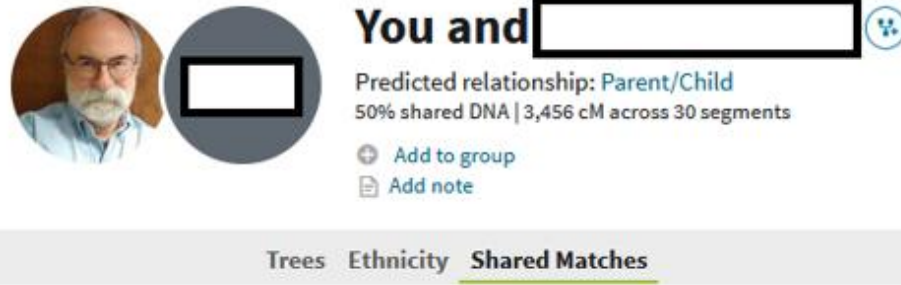 You and
Predicted relationship: Parent/Child
50% shared DNA | 3,456 cM across 30 segments
Add to group
Add note
Trees Ethnicity Shared Matches